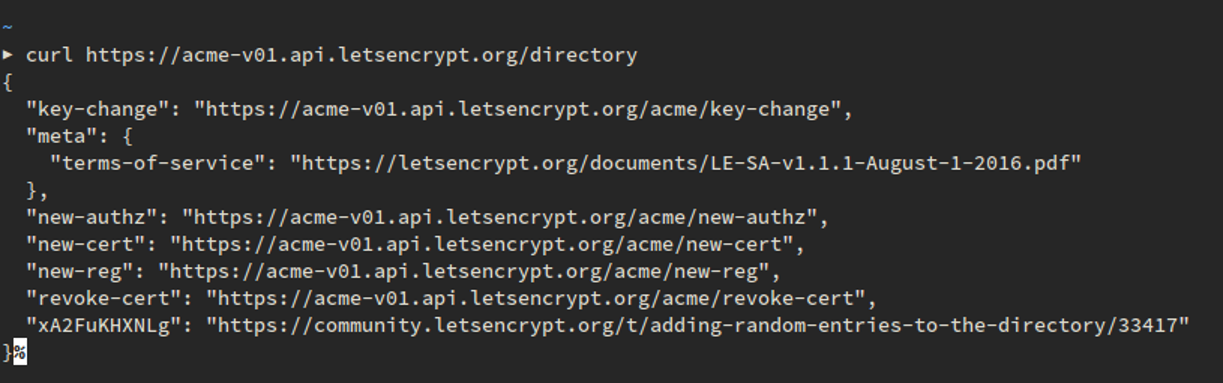 ~
▸ curl https://acme-v01.api.letsencrypt.org/directory
{
  "key-change": "https://acme-v01.api.letsencrypt.org/acme/key-change",
  "meta": {
    "terms-of-service": "https://letsencrypt.org/documents/LE-SA-v1.1.1-August-1-2016.pdf"
  },
  "new-authz": "https://acme-v01.api.letsencrypt.org/acme/new-authz",
  "new-cert": "https://acme-v01.api.letsencrypt.org/acme/new-cert",
  "new-reg": "https://acme-v01.api.letsencrypt.org/acme/new-reg",
  "revoke-cert": "https://acme-v01.api.letsencrypt.org/acme/revoke-cert",
  "xA2FuKHXNLg": "https://community.letsencrypt.org/t/adding-random-entries-to-the-directory/33417"
}%